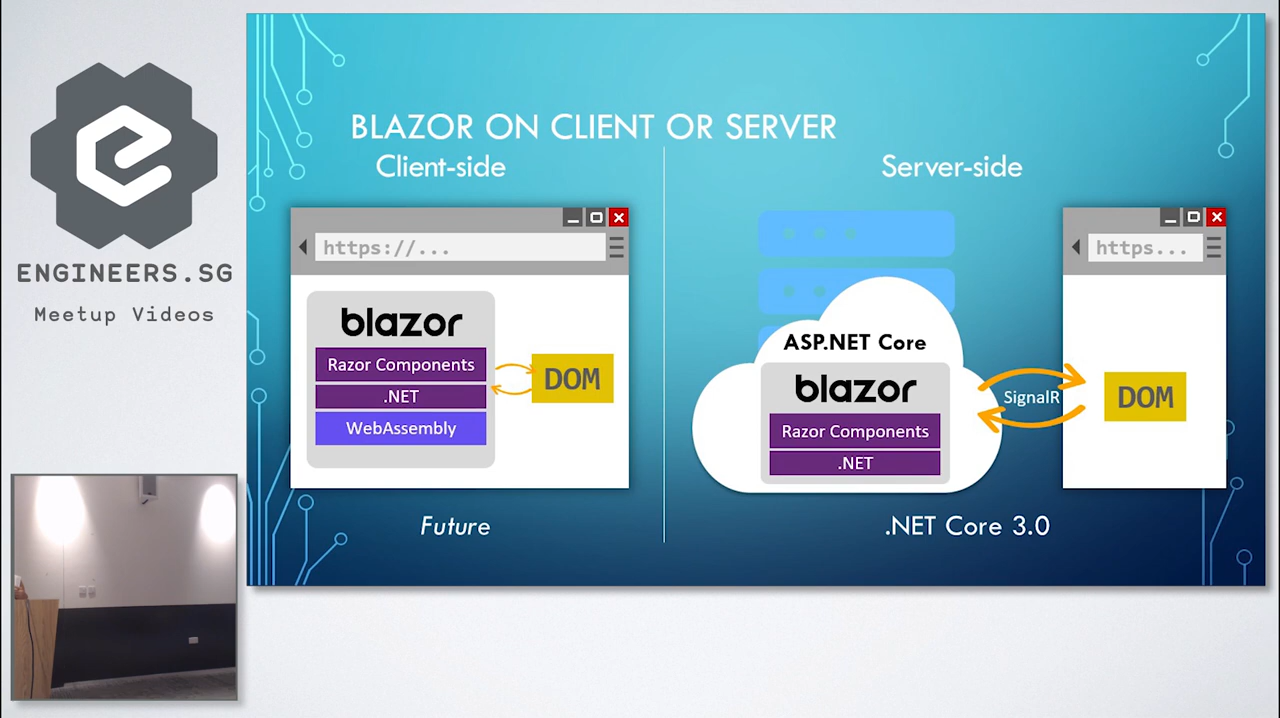 ENGINEERS.SG
Meetup Videos
BLAZOR ON CLIENT OR SERVER
Client-side
https://...
blazor
Razor Components
.NET
WebAssembly
DOM
Future
Server-side
ASP.NET Core
blazor
Razor Components
.NET
SignalR
https...
DOM
.NET Core 3.0